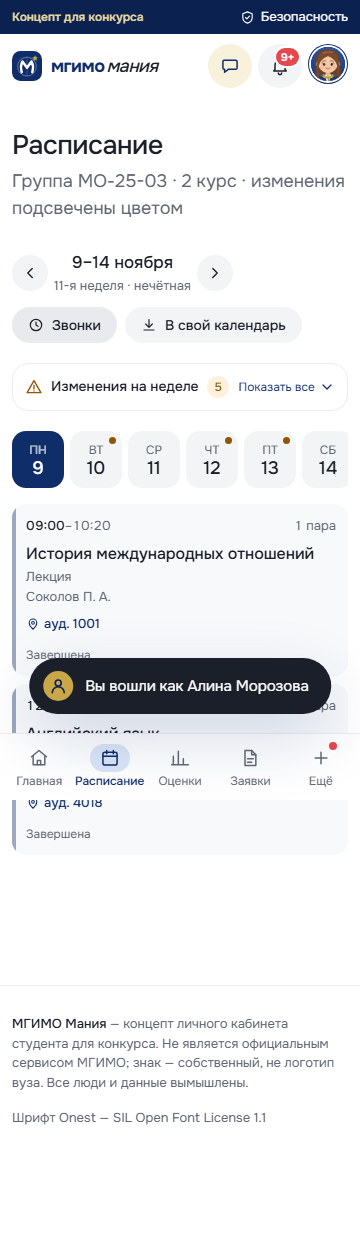 Концепт для конкурса
Безопасность
М
МГИМО МАНИЯ
9+
Расписание
Группа МО-25-03 · 2 курс · изменения
подсвечены цветом
9–14 ноября
11-я неделя · нечётная
Звонки
В свой календарь
Изменения на неделе 5 Показать все
ПН
9
ВТ
10
СР
11
ЧТ
12
ПТ
13
СБ
14
09:00–10:20
1 пара
История международных отношений
Лекция
Соколов П. А.
ауд. 1001
Завершена
Вы вошли как Алина Морозова
Английский язык
Главная
Расписание
Оценки
Заявки
Ещё
ауд. 4018
Завершена
МГИМО Мания — концепт личного кабинета
студента для конкурса. Не является официальным
сервисом МГИМО; знак — собственный, не логотип
вуза. Все люди и данные вымышлены.
Шрифт Onest — SIL Open Font License 1.1